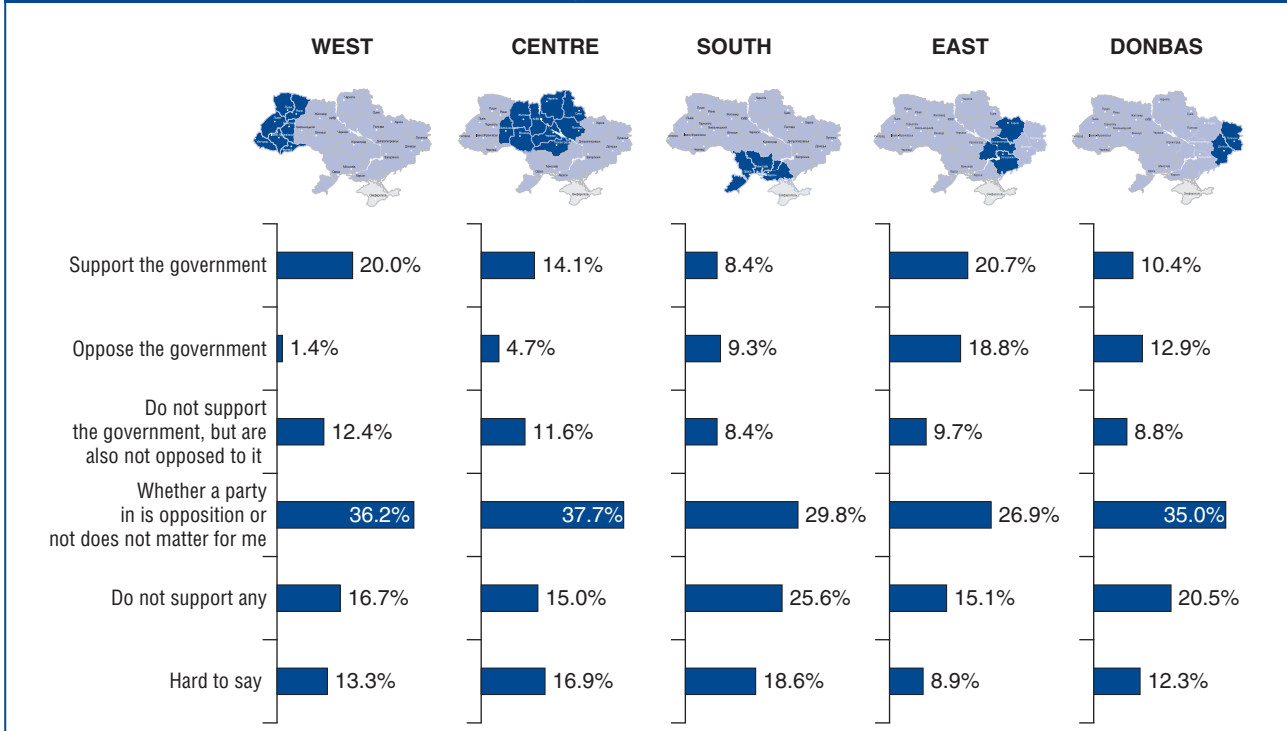 WEST CENTRE SOUTH EAST DONBAS
Support the government 20.0% 14.1% 8.4% 20.7% 10.4%
Oppose the government 1.4% 4.7% 9.3% 18.8% 12.9%
Do not support
the government, but are
also not opposed to it
12.4% 11.6% 8.4% 9.7% 8.8%
Whether a party
in is opposition or
not does not matter for me
36.2% 37.7% 29.8% 26.9% 35.0%
Do not support any 16.7% 15.0% 25.6% 15.1% 20.5%
Hard to say 13.3% 16.9% 18.6% 8.9% 12.3%